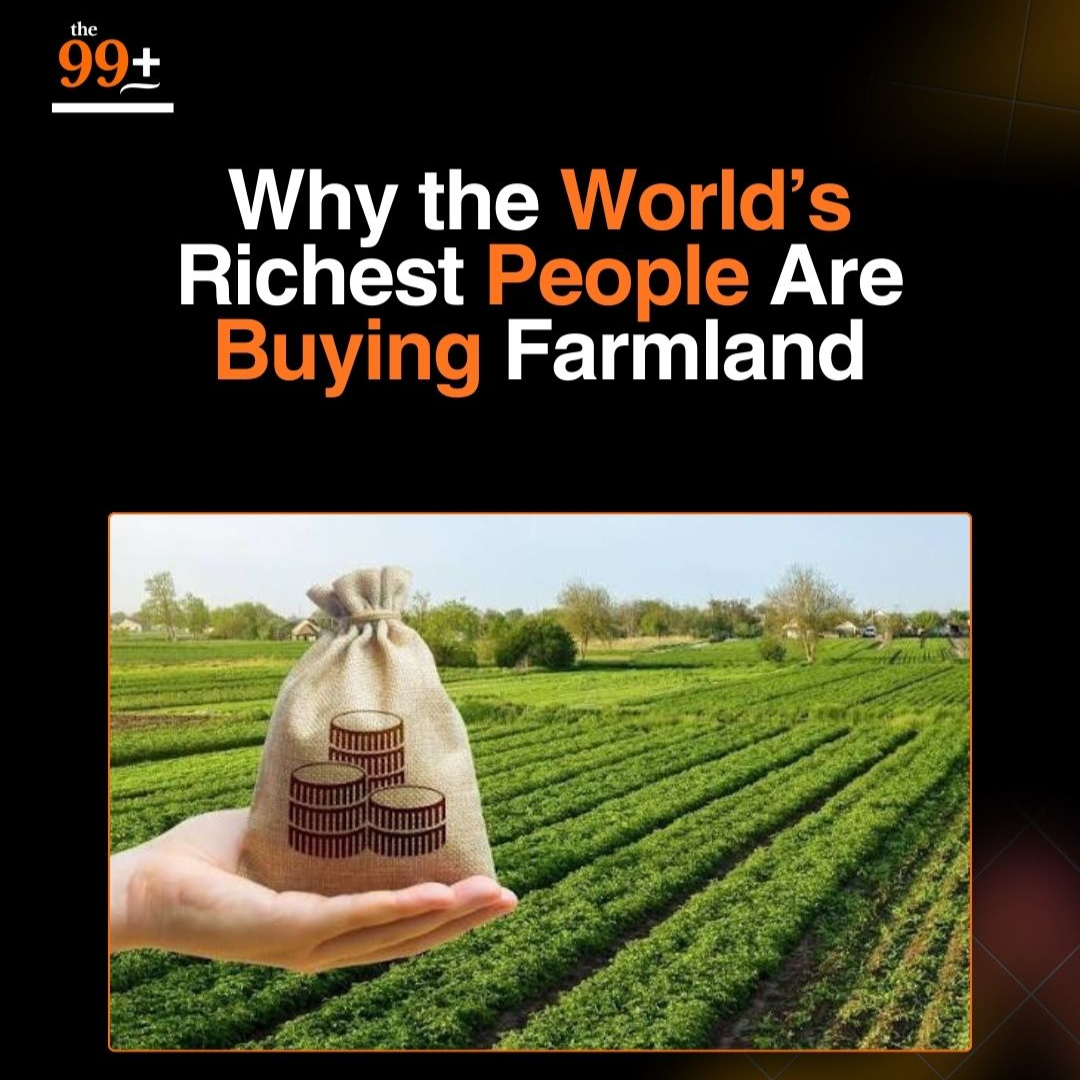 the
99+
Why the World’s
Richest People Are
Buying Farmland